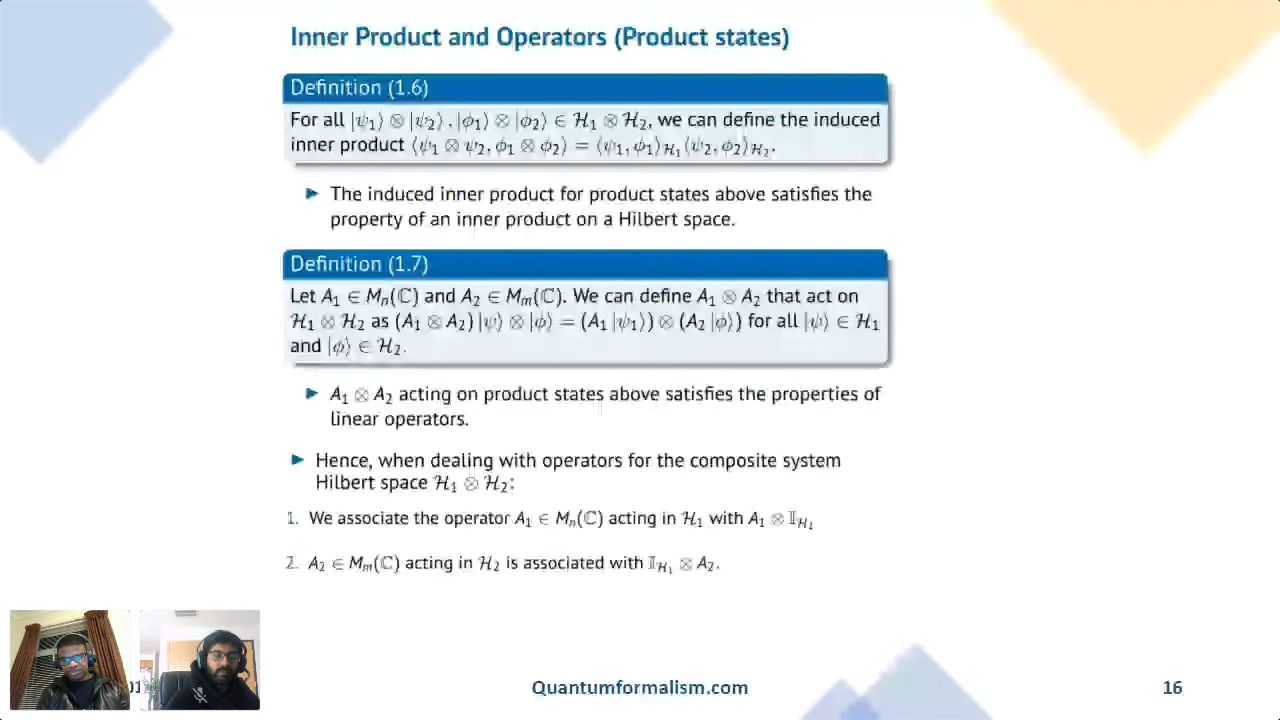 Inner Product and Operators (Product states)
Definition (1.6)
For all |ψ₁⟩ ⊗ |ψ₂⟩, |ϕ₁⟩ ⊗ |ϕ₂⟩ ∈ ℋ₁ ⊗ ℋ₂, we can define the induced
inner product ⟨ψ₁ ⊗ ψ₂, ϕ₁ ⊗ ϕ₂⟩ = ⟨ψ₁, ϕ₁⟩ℋ₁⟨ψ₂, ϕ₂⟩ℋ₂.
▶ The induced inner product for product states above satisfies the
property of an inner product on a Hilbert space.
Definition (1.7)
Let A₁ ∈ Mₙ(ℂ) and A₂ ∈ Mₘ(ℂ). We can define A₁ ⊗ A₂ that act on
ℋ₁ ⊗ ℋ₂ as (A₁ ⊗ A₂) |ψ⟩ ⊗ |ϕ⟩ = (A₁ |ψ₁⟩) ⊗ (A₂ |ϕ⟩) for all |ψ⟩ ∈ ℋ₁
and |ϕ⟩ ∈ ℋ₂.
▶ A₁ ⊗ A₂ acting on product states above satisfies the properties of
linear operators.
▶ Hence, when dealing with operators for the composite system
Hilbert space ℋ₁ ⊗ ℋ₂:
1. We associate the operator A₁ ∈ Mₙ(ℂ) acting in ℋ₁ with A₁ ⊗ 𝕀ℋ₁
2. A₂ ∈ Mₘ(ℂ) acting in ℋ₂ is associated with 𝕀ℋ₁ ⊗ A₂.
Quantumformalism.com
16